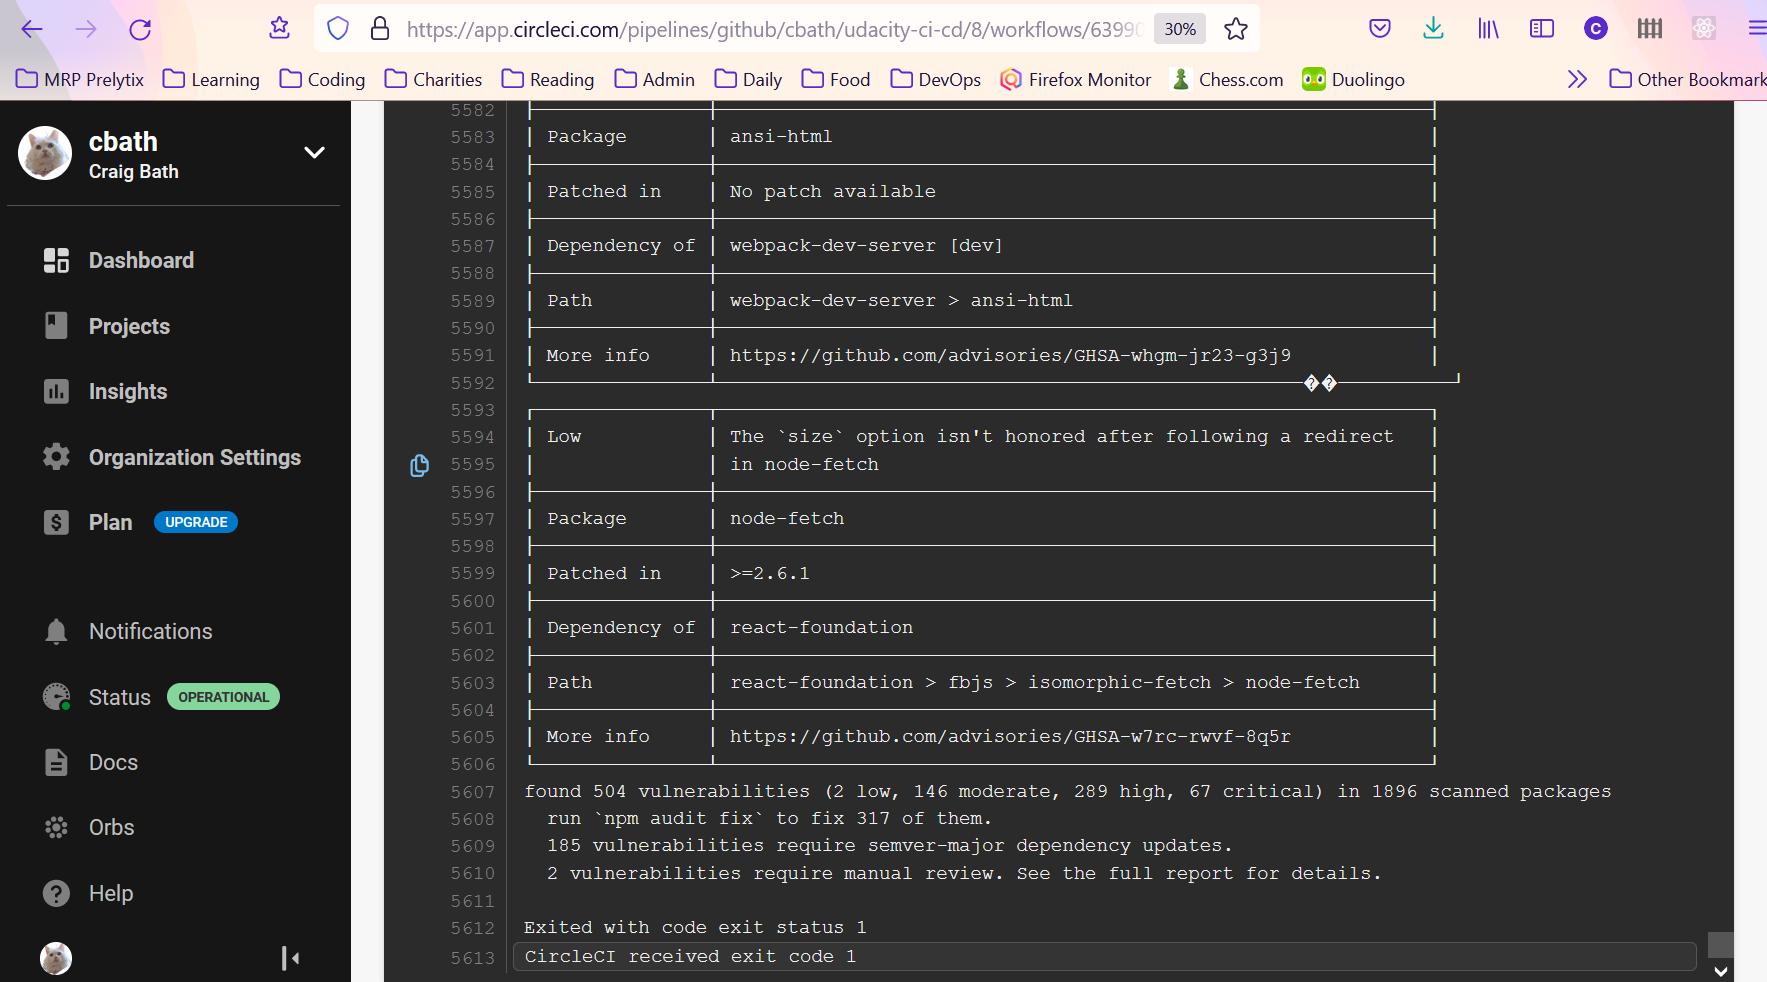 https://app.circleci.com/pipelines/github/cbath/udacity-ci-cd/8/workflows/63990
30%
C
MRP Prelytix
Learning
Coding
Charities
Reading
Admin
Daily
Food
DevOps
Firefox Monitor
Chess.com
Duolingo
Other Bookmark
cbath
Craig Bath
Dashboard
Projects
Insights
Organization Settings
Plan UPGRADE
Notifications
Status OPERATIONAL
Docs
Orbs
Help
5582
5583 Package ansi-html
5584
5585 Patched in No patch available
5586
5587 Dependency of webpack-dev-server [dev]
5588
5589 Path webpack-dev-server > ansi-html
5590
5591 More info https://github.com/advisories/GHSA-whgm-jr23-g3j9
5592 ��
5593
5594 Low The `size` option isn't honored after following a redirect
5595 in node-fetch
5596
5597 Package node-fetch
5598
5599 Patched in >=2.6.1
5600
5601 Dependency of react-foundation
5602
5603 Path react-foundation > fbjs > isomorphic-fetch > node-fetch
5604
5605 More info https://github.com/advisories/GHSA-w7rc-rwvf-8q5r
5606
5607 found 504 vulnerabilities (2 low, 146 moderate, 289 high, 67 critical) in 1896 scanned packages
5608 run `npm audit fix` to fix 317 of them.
5609 185 vulnerabilities require semver-major dependency updates.
5610 2 vulnerabilities require manual review. See the full report for details.
5611
5612 Exited with code exit status 1
5613 CircleCI received exit code 1